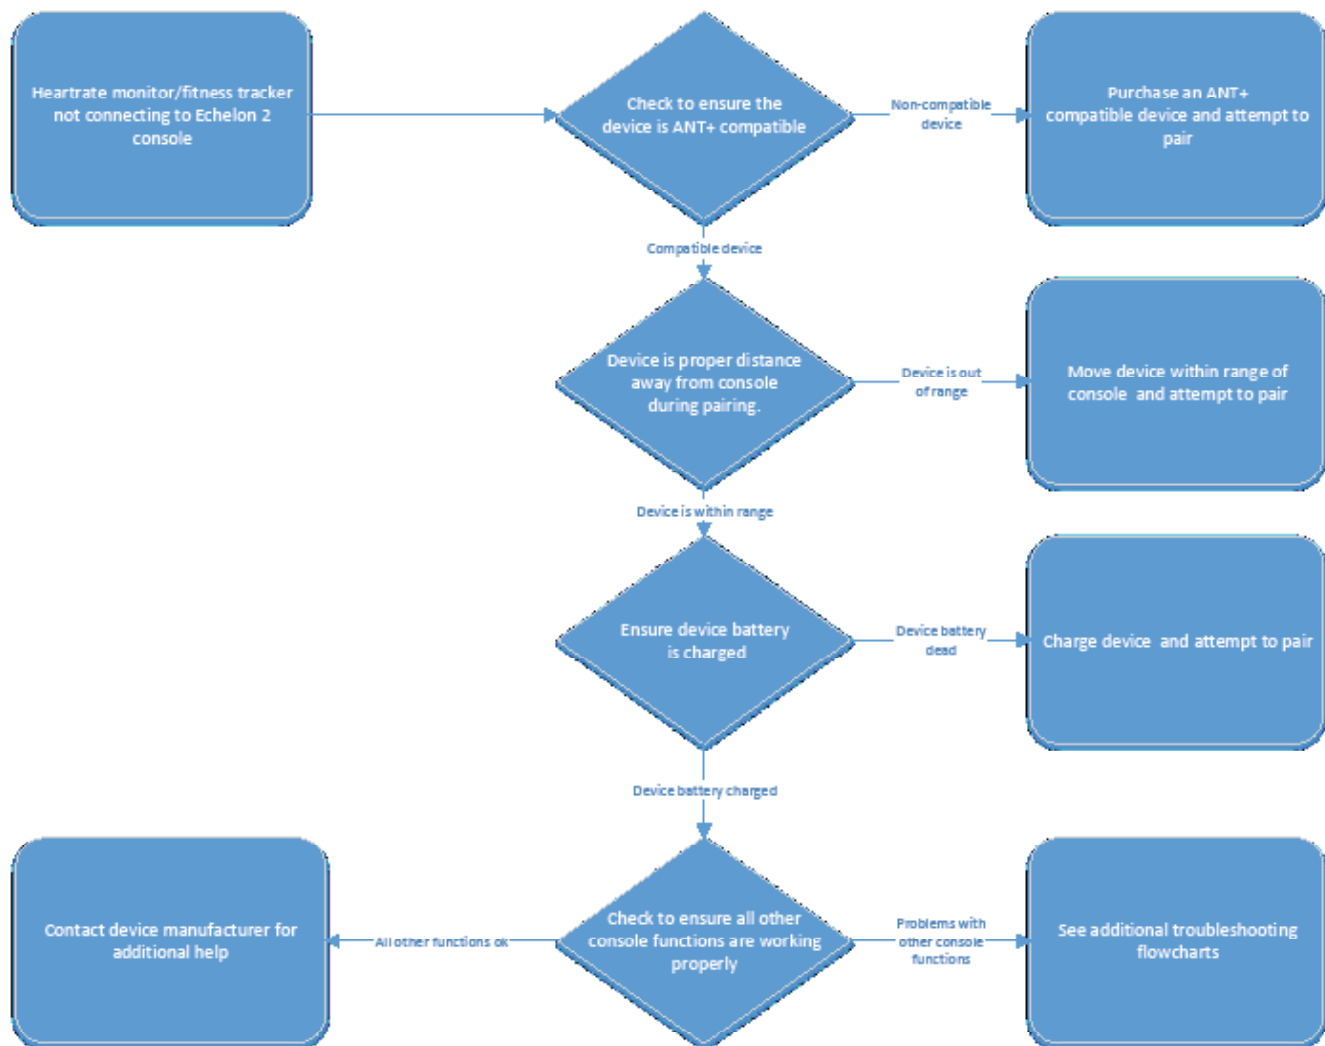 Heartrate monitor/fitness tracker
not connecting to Echelon 2
console
Check to ensure the
device is ANT+ compatible
Non-compatible
device
Purchase an ANT+
compatible device and attempt to
pair
Compatible device
Device is proper distance
away from console
during pairing.
Device is out
of range
Move device within range of
console and attempt to pair
Device is within range
Ensure device battery
is charged
Device battery
dead
Charge device and attempt to pair
Device battery charged
Contact device manufacturer for
additional help
All other functions ok
Check to ensure all other
console functions are working
properly
Problems with
other console
functions
See additional troubleshooting
flowcharts